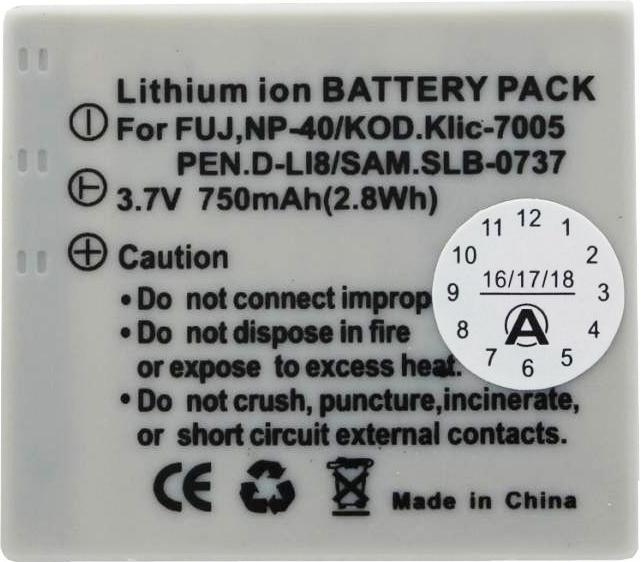 Lithium ion BATTERY PACK
For FUJ,NP-40/KOD.Klic-7005
PEN.D-LI8/SAM.SLB-0737
T
3.7V 750mAh(2.8Wh)
Caution
• Do not connect improp
• Do not dispose in fire
or expose to excess heat.
• Do not crush, puncture,incinerate,
or short circuit external contacts.
CE
Made in China
11 12 1
10 2
16/17/18
9 3
A
8 4
7 6 5